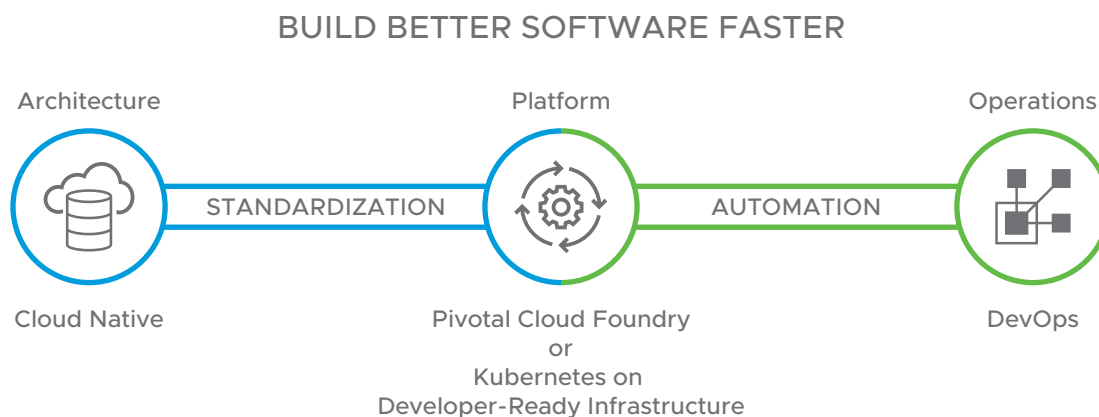 BUILD BETTER SOFTWARE FASTER
Architecture
Platform
Operations
STANDARDIZATION
AUTOMATION
Cloud Native
Pivotal Cloud Foundry
or
Kubernetes on
Developer-Ready Infrastructure
DevOps